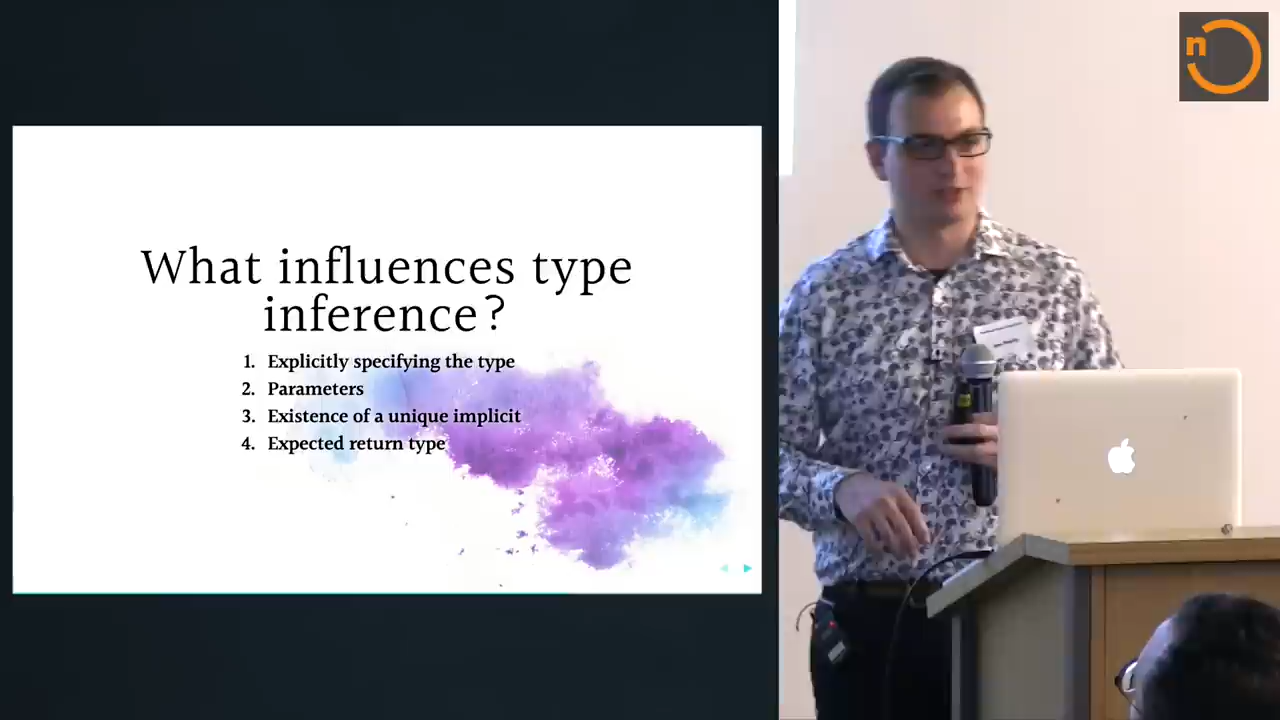 What influences type
inference?
1. Explicitly specifying the type
2. Parameters
3. Existence of a unique implicit
4. Expected return type
n